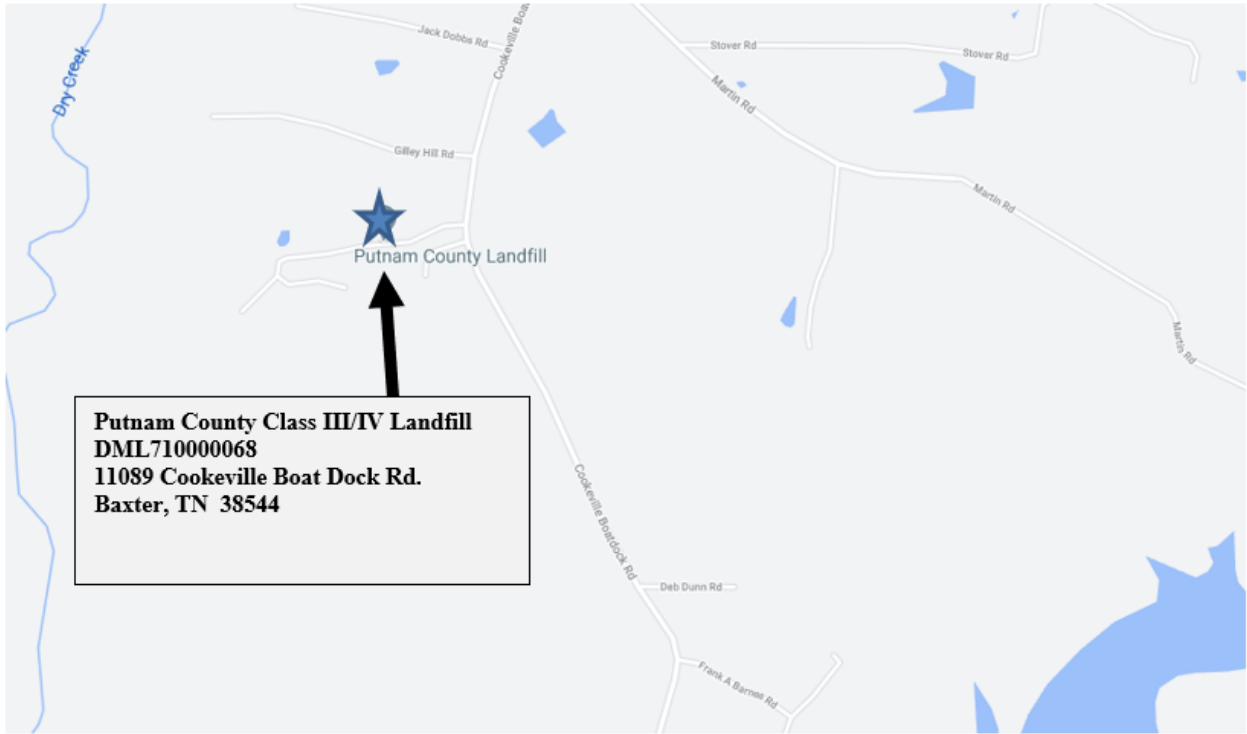 Jack Dobbs Rd
Cookeville Boa
Stover Rd
Stover Rd
Dry Creek
Martin Rd
Gilley Hill Rd
Martin Rd
Putnam County Landfill
Martin Rd
Putnam County Class III/IV Landfill
DML710000068
11089 Cookeville Boat Dock Rd.
Baxter, TN 38544
Cookeville Boatdock Rd
Deb Dunn Rd
Frank A Barnes Rd